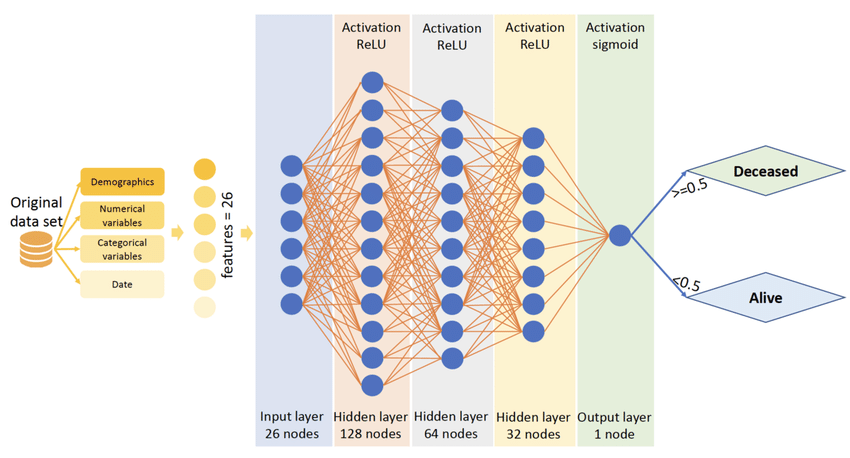 Original
data set
Demographics
Numerical
variables
Categorical
variables
Date
features = 26
Activation
ReLU
Activation
ReLU
Activation
ReLU
Activation
sigmoid
Input layer
26 nodes
Hidden layer
128 nodes
Hidden layer
64 nodes
Hidden layer
32 nodes
Output layer
1 node
>=0.5
<0.5
Deceased
Alive